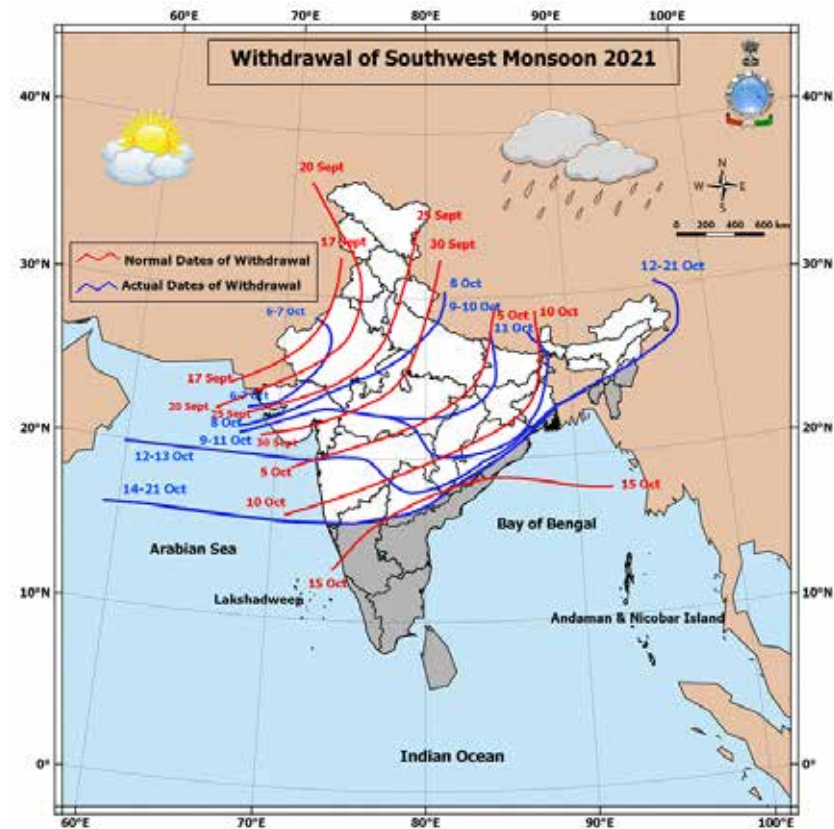 60°E 70°E 80°E 90°E 100°E
Withdrawal of Southwest Monsoon 2021
40°N 40°N
N
W E
S
0 200 400 600 km
20 Sept
25 Sept
17 Sept
30 Sept
Normal Dates of Withdrawal
Actual Dates of Withdrawal
30°N 30°N
12-21 Oct
8 Oct
9-10 Oct
6-7 Oct
5 Oct
10 Oct
11 Oct
17 Sept
6-7 Oct
20 Sept
25 Sept
8 Oct
20°N 20°N
9-11 Oct
30 Sept
12-13 Oct
5 Oct
14-21 Oct
10 Oct
15 Oct
Bay of Bengal
Arabian Sea
15 Oct
10°N 10°N
Lakshadweep
Andaman & Nicobar Island
Indian Ocean
0° 0°
60°E 70°E 80°E 90°E 100°E